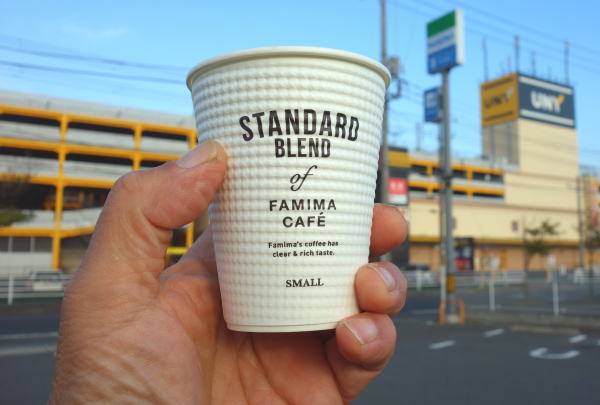 STANDARD
BLEND
of
FAMIMA
CAFÉ
Famima's coffee has
clear & rich taste.
SMALL
UNY
UNY